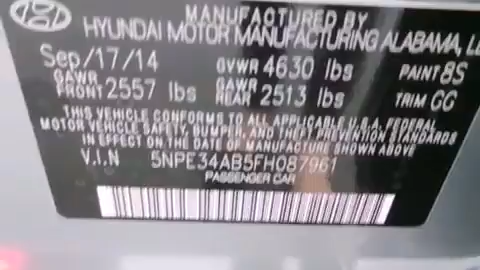 MANUFACTURED BY
HYUNDAI MOTOR MANUFACTURING ALABAMA, LL
Sep/17/14 GVWR 4630 lbs PAINT 8S
GAWR FRONT 2557 lbs GAWR REAR 2513 lbs TRIM GG
THIS VEHICLE CONFORMS TO ALL APPLICABLE U.S.A. FEDERAL
MOTOR VEHICLE SAFETY, BUMPER, AND THEFT PREVENTION STANDARDS
IN EFFECT ON THE DATE OF MANUFACTURE SHOWN ABOVE
V.I.N 5NPE34AB5FH087961
PASSENGER CAR